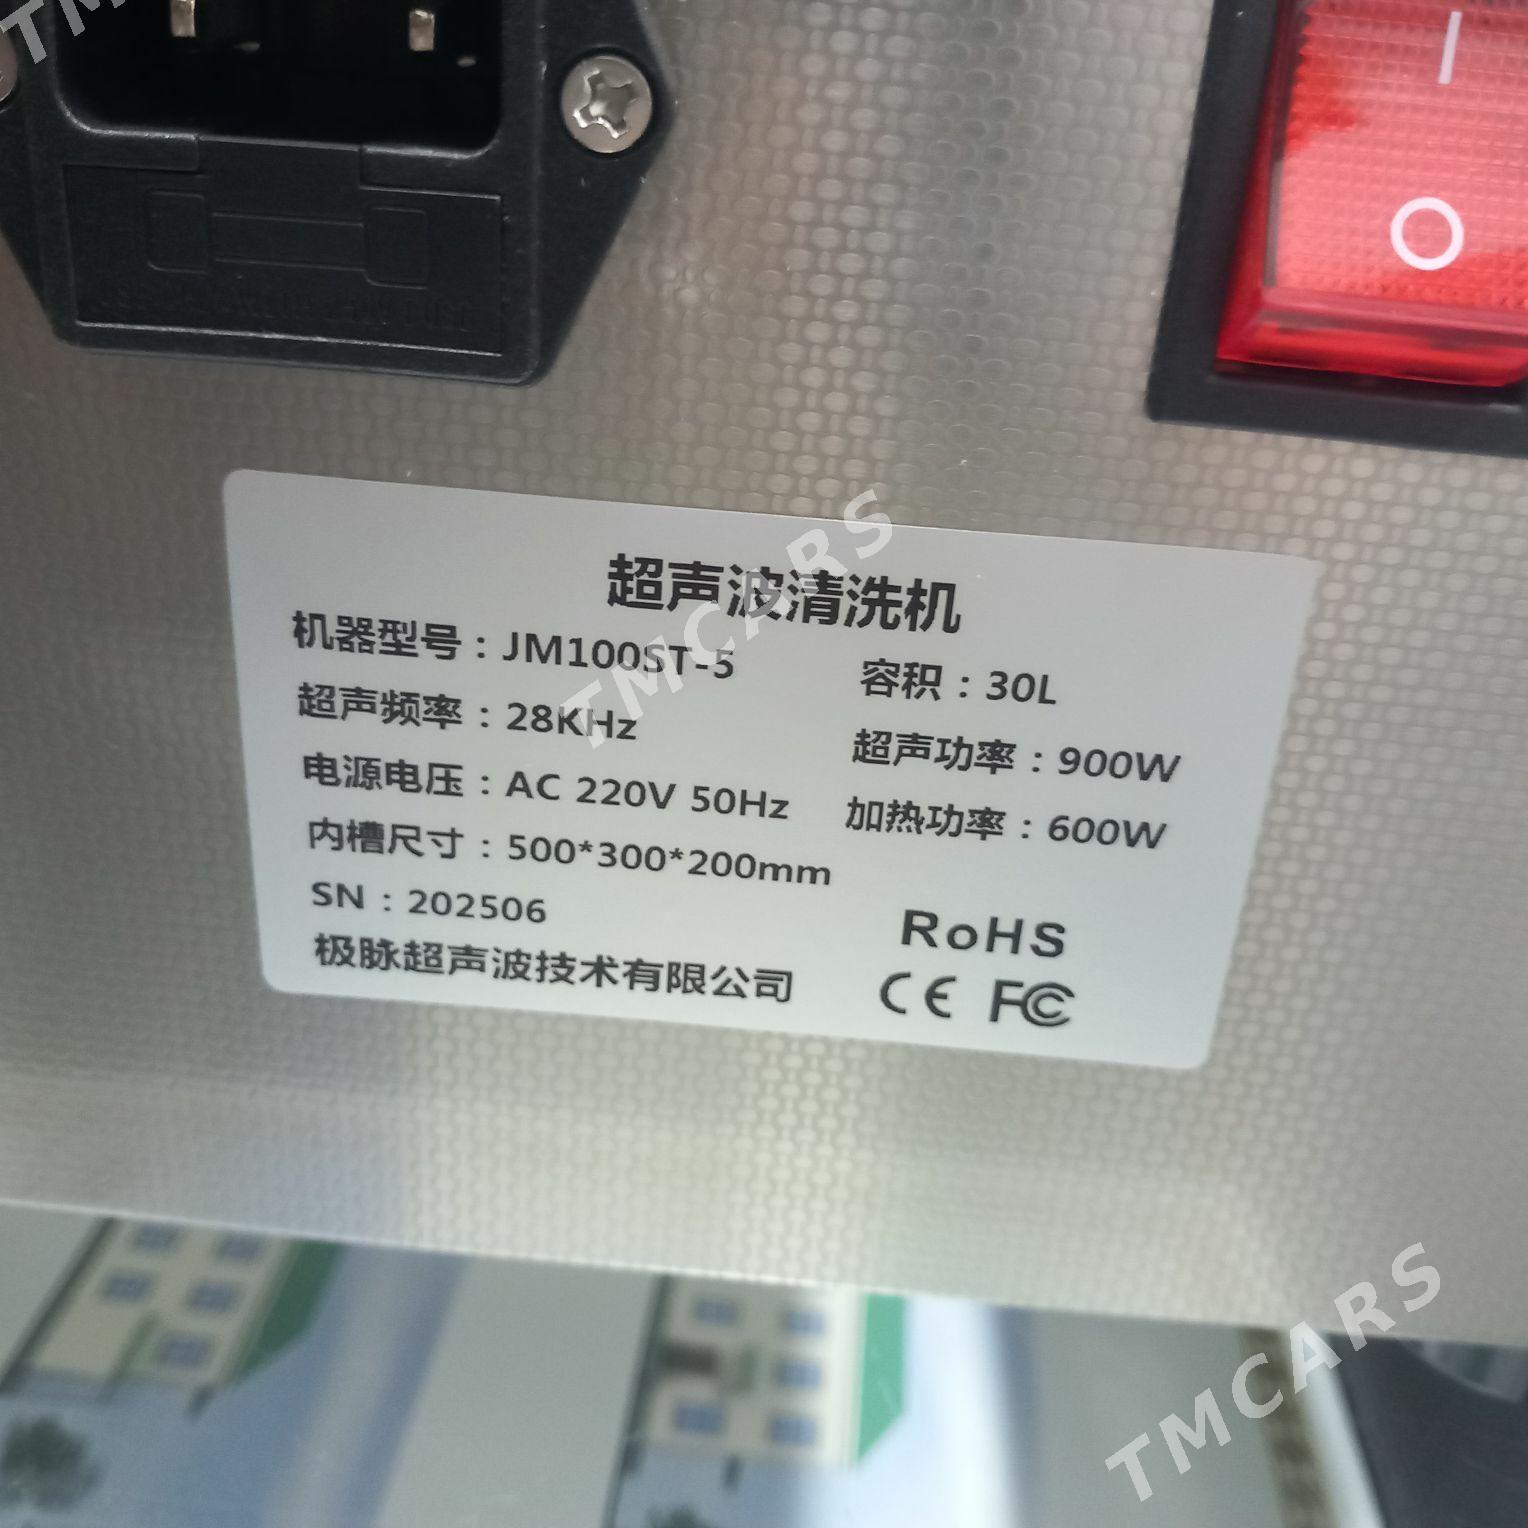 TM
I
O
超声波清洗机
机器型号：JM100ST-5
容积：30L
超声频率：28KHz
超声功率：900W
电源电压：AC 220V 50Hz
加热功率：600W
内槽尺寸：500*300*200mm
SN：202506
RoHS
极脉超声波技术有限公司
CE FC
TMCARS
TMCARS